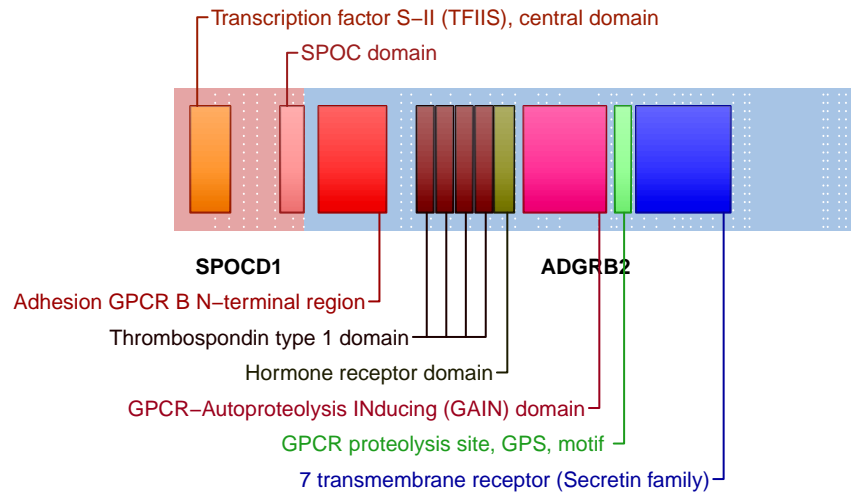 Transcription factor S−II (TFIIS), central domain
SPOC domain
SPOCD1
ADGRB2
Adhesion GPCR B N−terminal region
Thrombospondin type 1 domain
Hormone receptor domain
GPCR−Autoproteolysis INducing (GAIN) domain
GPCR proteolysis site, GPS, motif
7 transmembrane receptor (Secretin family)